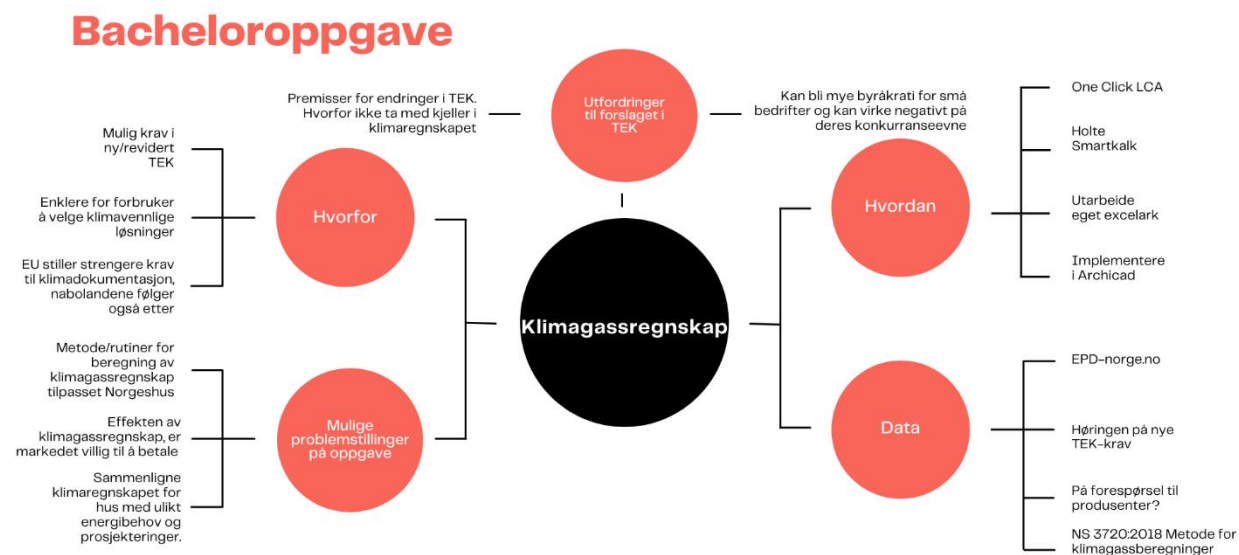 Bacheloroppgave
Premisser for endringer i TEK.
Hvorfor ikke ta med kjeller i
klimaregnskapet
Utfordringer
til forslaget i
TEK
Kan bli mye byråkrati for små
bedrifter og kan virke negativt på
deres konkurranseevne
Mulig krav i
ny/revidert
TEK
Enklere for forbruker
å velge klimavennlige
løsninger
EU stiller strengere krav
til klimadokumentasjon,
nabolandene følger
også etter
Hvorfor
Hvordan
One Click LCA
Holte
Smartkalk
Utarbeide
eget excelark
Implementere
i Archicad
Klimagassregnskap
Metode/rutiner for
beregning av
klimagassregnskap
tilpasset Norgeshus
Effekten av
klimagassregnskap, er
markedet villig til å betale
Sammenligne
klimaregnskapet for
hus med ulikt
energibehov og
prosjekteringer.
Mulige
problemstillinger
på oppgave
Data
EPD-norge.no
Høringen på nye
TEK-krav
På forespørsel til
produsenter?
NS 3720:2018 Metode for
klimagassberegninger